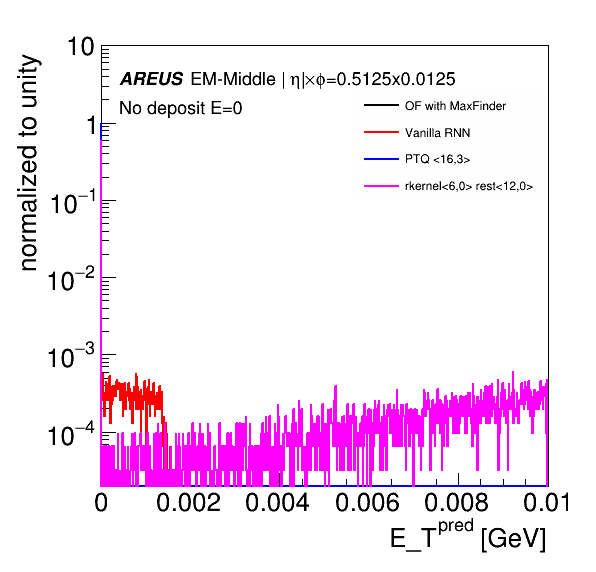 10
AREUS EM-Middle | η|×ϕ=0.5125x0.0125
No deposit E=0
OF with MaxFinder
Vanilla RNN
PTQ <16,3>
rkernel<6,0> rest<12,0>
normalized to unity
1
10⁻¹
10⁻²
10⁻³
10⁻⁴
0 0.002 0.004 0.006 0.008 0.01
E_T^pred [GeV]